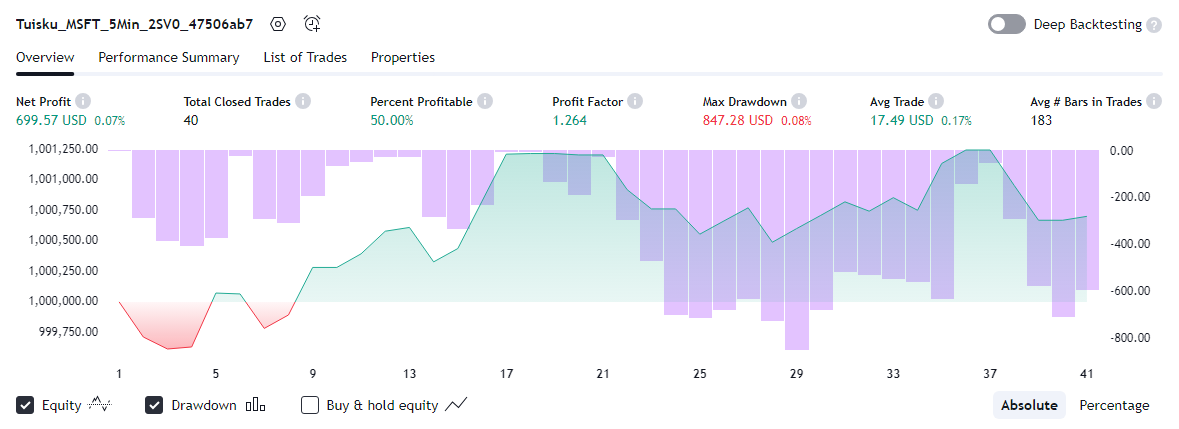 Tuisku_MSFT_5Min_2SV0_47506ab7
Deep Backtesting ?
Overview Performance Summary List of Trades Properties
Net Profit Total Closed Trades Percent Profitable Profit Factor Max Drawdown Avg Trade Avg # Bars in Trades
699.57 USD 0.07% 40 50.00% 1.264 847.28 USD 0.08% 17.49 USD 0.17% 183
1,001,250.00 0.00
1,001,000.00
1,000,750.00 -200.00
1,000,500.00 -400.00
1,000,250.00
1,000,000.00 -600.00
999,750.00 -800.00
1 5 9 13 17 21 25 29 33 37 41
Equity Drawdown Buy & hold equity Absolute Percentage